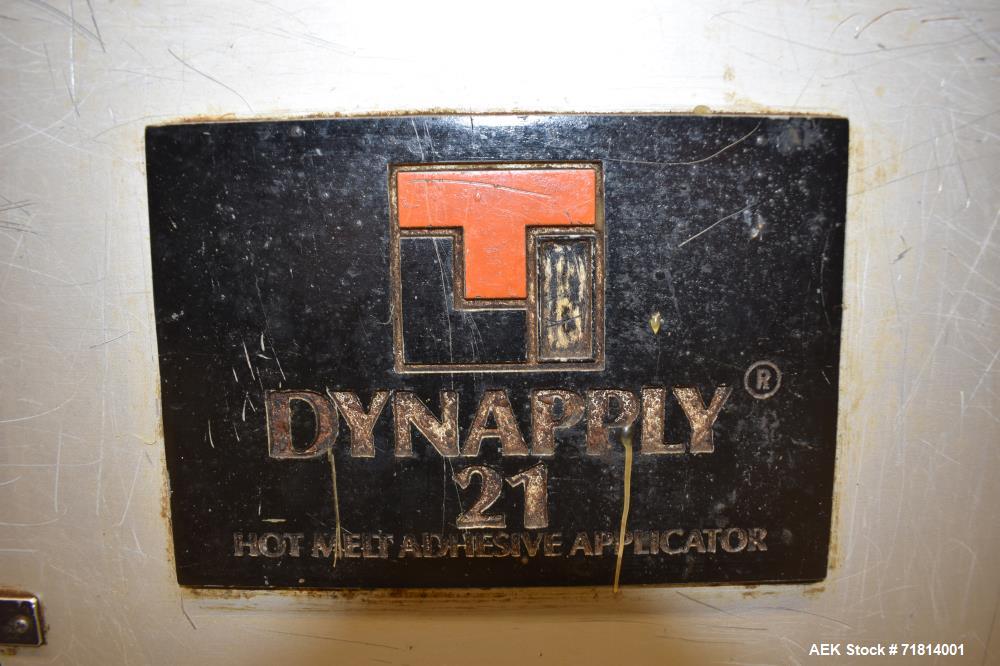 DYNAPPLY ®
21
HOT MELT ADHESIVE APPLICATOR
AEK Stock #71814001